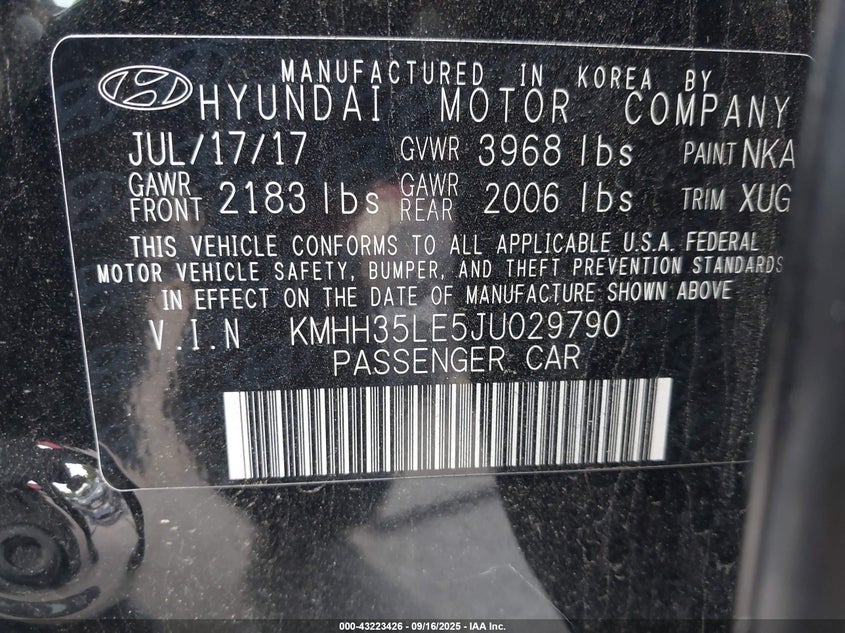 MANUFACTURED IN KOREA BY
HYUNDAI MOTOR COMPANY
JUL/17/17 GVWR 3968 lbs PAINT NKA
GAWR FRONT 2183 lbs GAWR REAR 2006 lbs TRIM XUG
THIS VEHICLE CONFORMS TO ALL APPLICABLE U.S.A. FEDERAL
MOTOR VEHICLE SAFETY, BUMPER, AND THEFT PREVENTION STANDARDS
IN EFFECT ON THE DATE OF MANUFACTURE SHOWN ABOVE
V.I.N KMHH35LE5JU029790
PASSENGER CAR
000-43223426 - 09/16/2025 - IAA Inc.